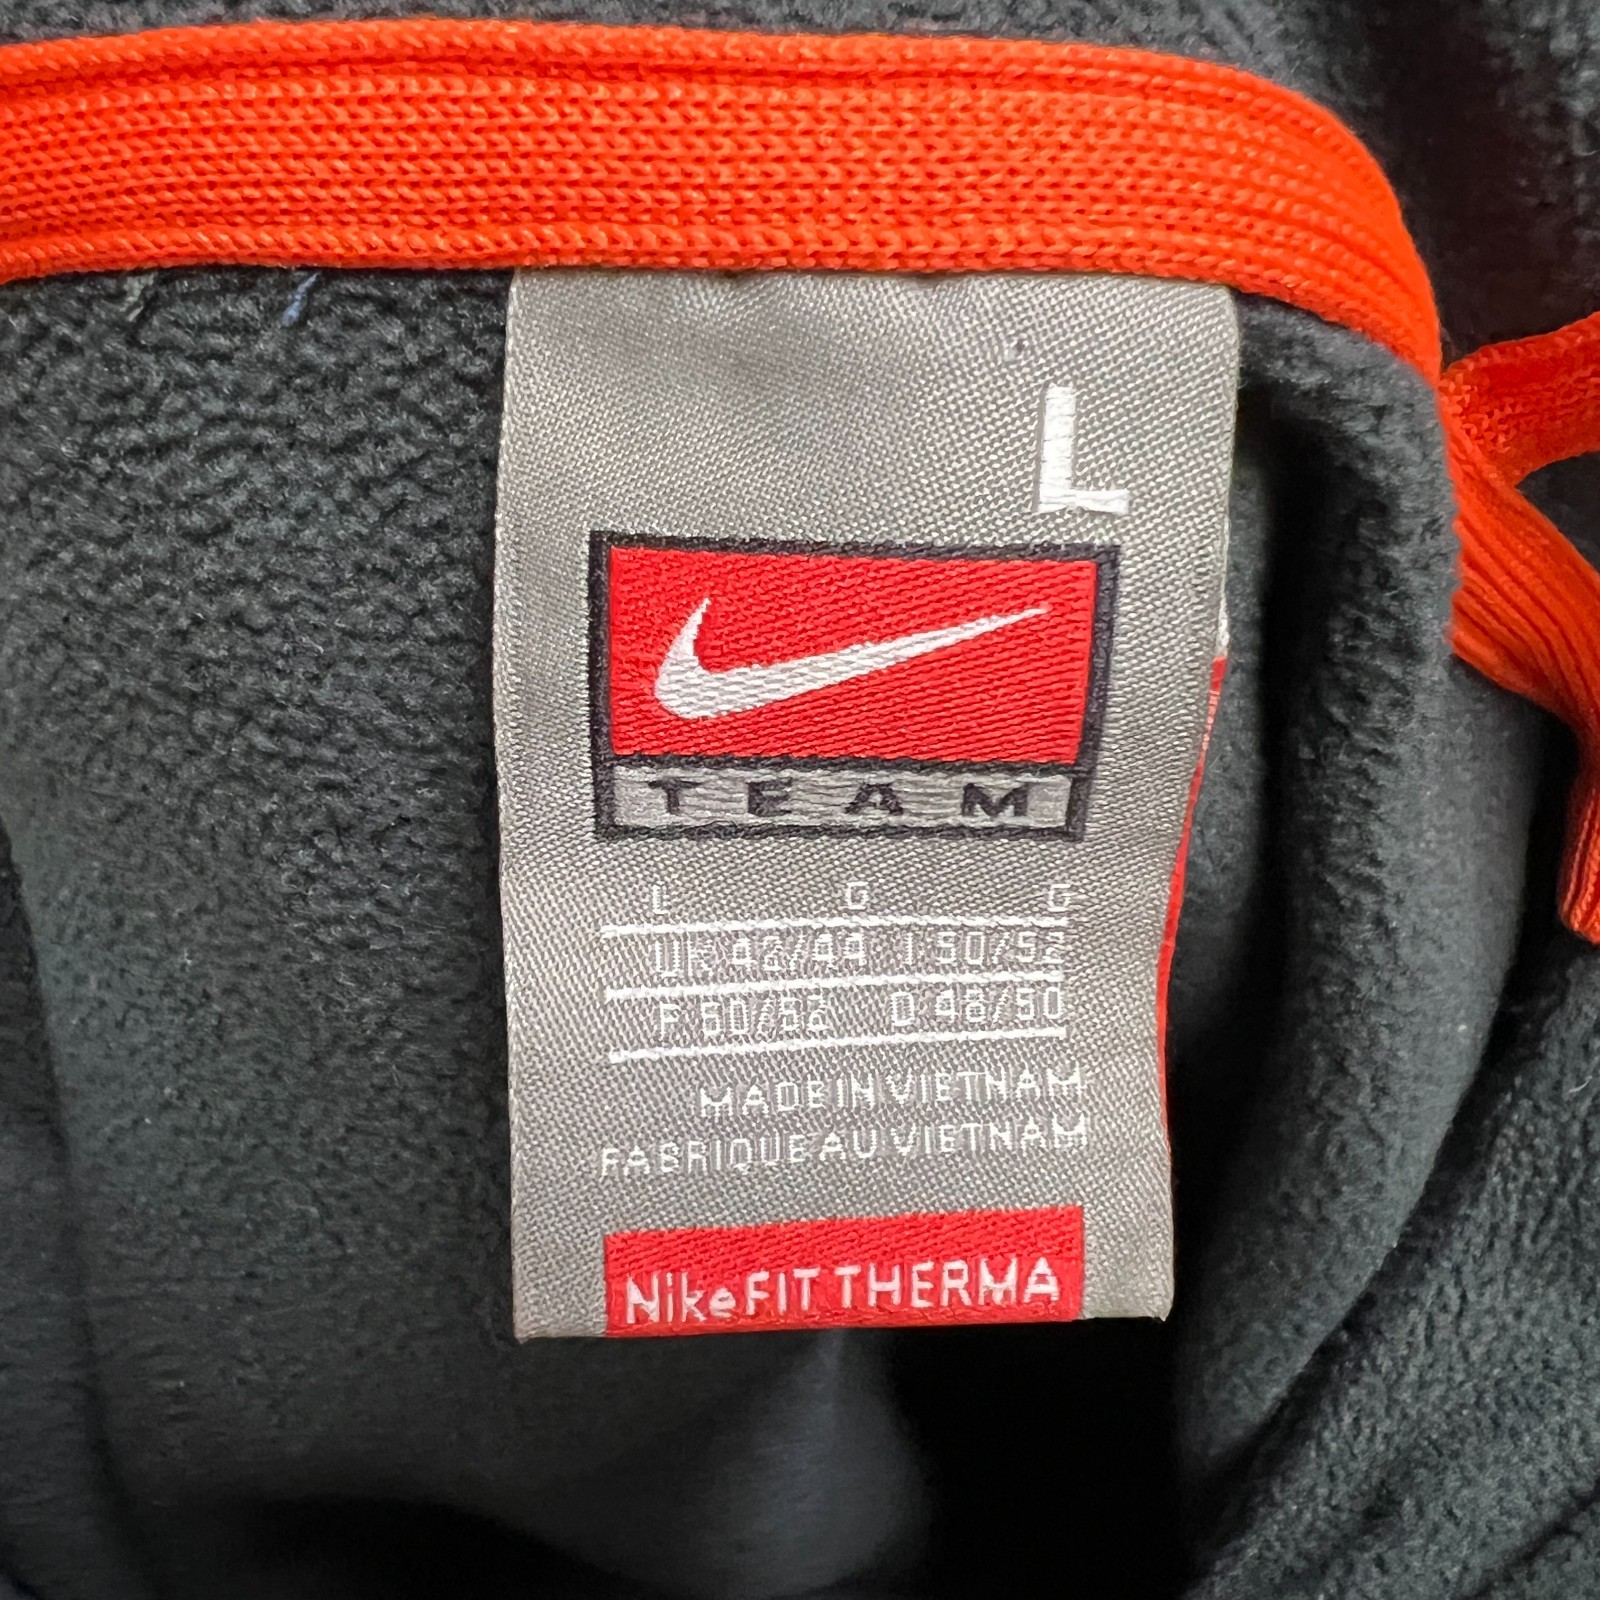 L
TEAM
L G G
UK 42/44 I 50/52
F 50/52 D 48/50
MADE IN VIETNAM
FABRIQUE AU VIETNAM
NikeFIT THERMA